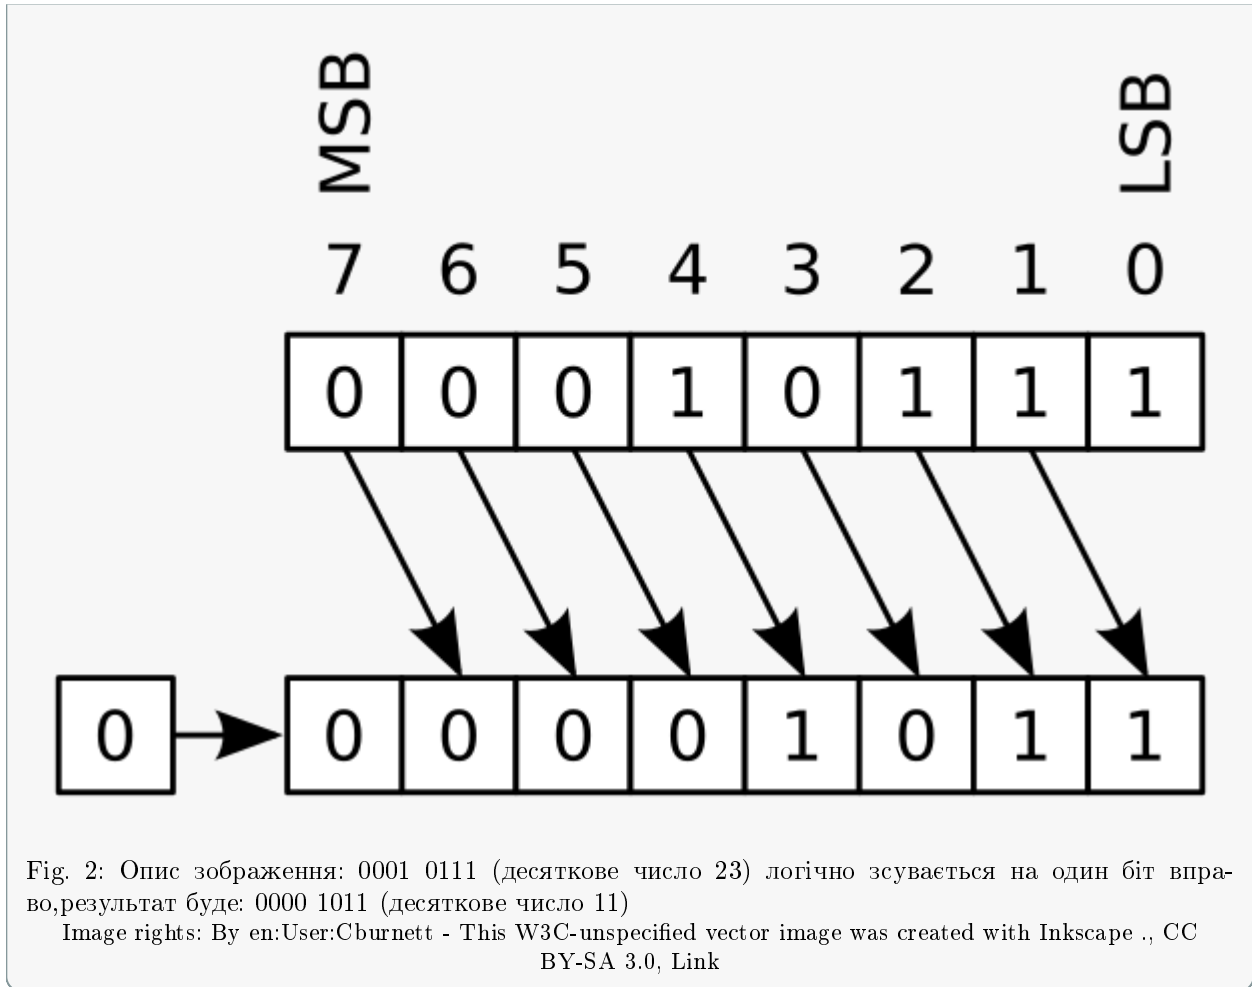 MSB LSB
7 6 5 4 3 2 1 0
0 0 0 1 0 1 1 1
0 0 0 0 0 1 0 1 1
Fig. 2: Опис зображення: 0001 0111 (десяткове число 23) логічно зсувається на один біт впра-
во,результат буде: 0000 1011 (десяткове число 11)
Image rights: By en:User:Cburnett - This W3C-unspecified vector image was created with Inkscape ., CC
BY-SA 3.0, Link